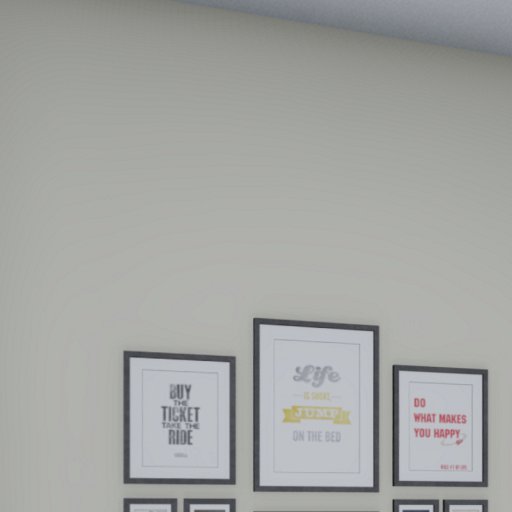 BUY
THE
TICKET
TAKE THE
RIDE
Life
IS SHORT,
JUMP
ON THE BED
DO
WHAT MAKES
YOU HAPPY